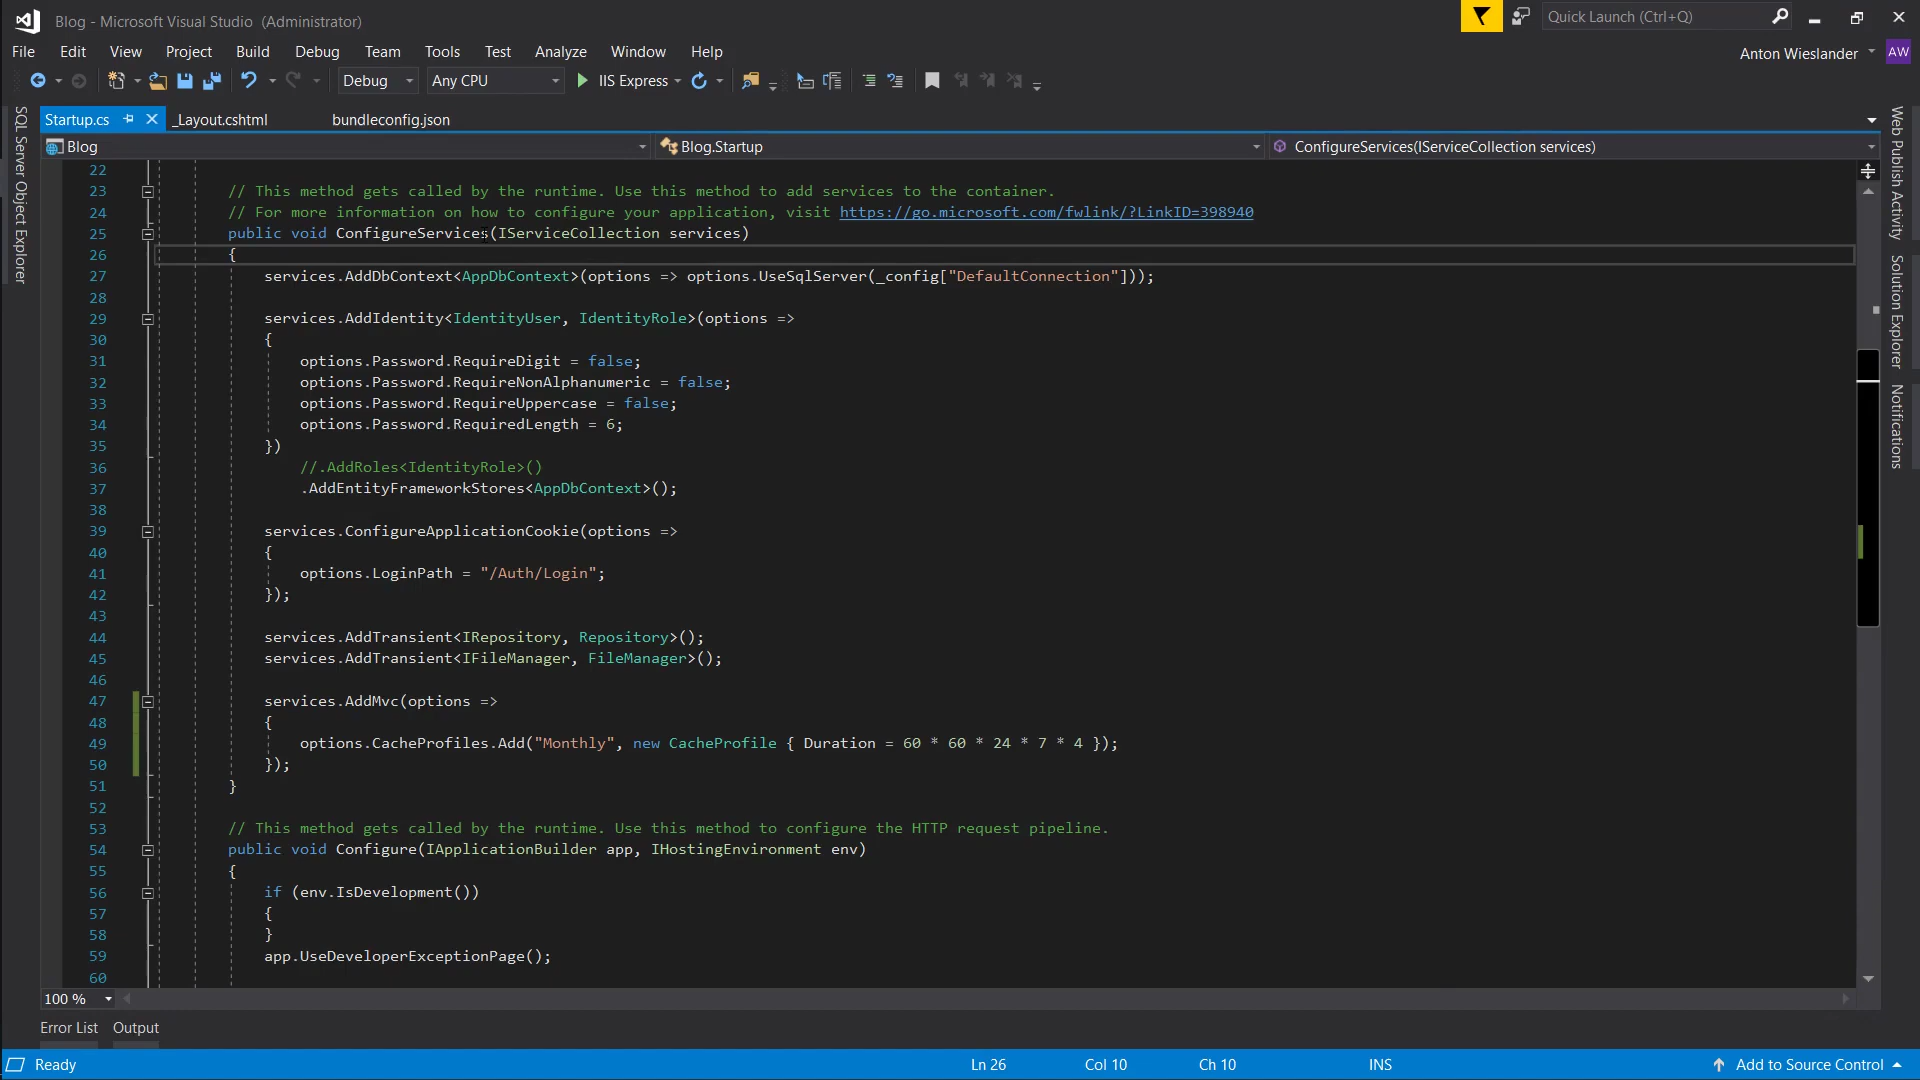 Blog - Microsoft Visual Studio (Administrator)
Quick Launch (Ctrl+Q)
File Edit View Project Build Debug Team Tools Test Analyze Window Help
Anton Wieslander AW
Debug Any CPU IIS Express
Startup.cs _Layout.cshtml bundleconfig.json
Blog Blog.Startup ConfigureServices(IServiceCollection services)
SQL Server Object Explorer
Web Publish Activity
Solution Explorer
Notifications
22
23 // This method gets called by the runtime. Use this method to add services to the container.
24 // For more information on how to configure your application, visit https://go.microsoft.com/fwlink/?LinkID=398940
25 public void ConfigureServices(IServiceCollection services)
26 {
27 services.AddDbContext<AppDbContext>(options => options.UseSqlServer(_config["DefaultConnection"]));
28
29 services.AddIdentity<IdentityUser, IdentityRole>(options =>
30 {
31 options.Password.RequireDigit = false;
32 options.Password.RequireNonAlphanumeric = false;
33 options.Password.RequireUppercase = false;
34 options.Password.RequiredLength = 6;
35 })
36 //.AddRoles<IdentityRole>()
37 .AddEntityFrameworkStores<AppDbContext>();
38
39 services.ConfigureApplicationCookie(options =>
40 {
41 options.LoginPath = "/Auth/Login";
42 });
43
44 services.AddTransient<IRepository, Repository>();
45 services.AddTransient<IFileManager, FileManager>();
46
47 services.AddMvc(options =>
48 {
49 options.CacheProfiles.Add("Monthly", new CacheProfile { Duration = 60 * 60 * 24 * 7 * 4 });
50 });
51 }
52
53 // This method gets called by the runtime. Use this method to configure the HTTP request pipeline.
54 public void Configure(IApplicationBuilder app, IHostingEnvironment env)
55 {
56 if (env.IsDevelopment())
57 {
58 }
59 app.UseDeveloperExceptionPage();
60
100 %
Error List Output
Ready Ln 26 Col 10 Ch 10 INS Add to Source Control